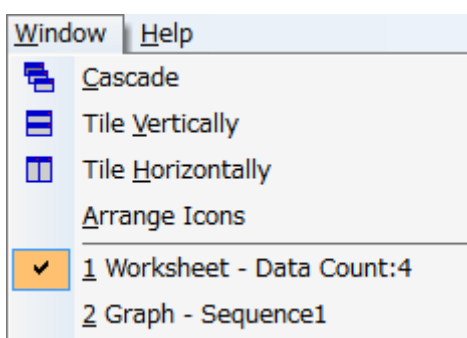 Window Help
Cascade
Tile Vertically
Tile Horizontally
Arrange Icons
1 Worksheet - Data Count:4
2 Graph - Sequence1